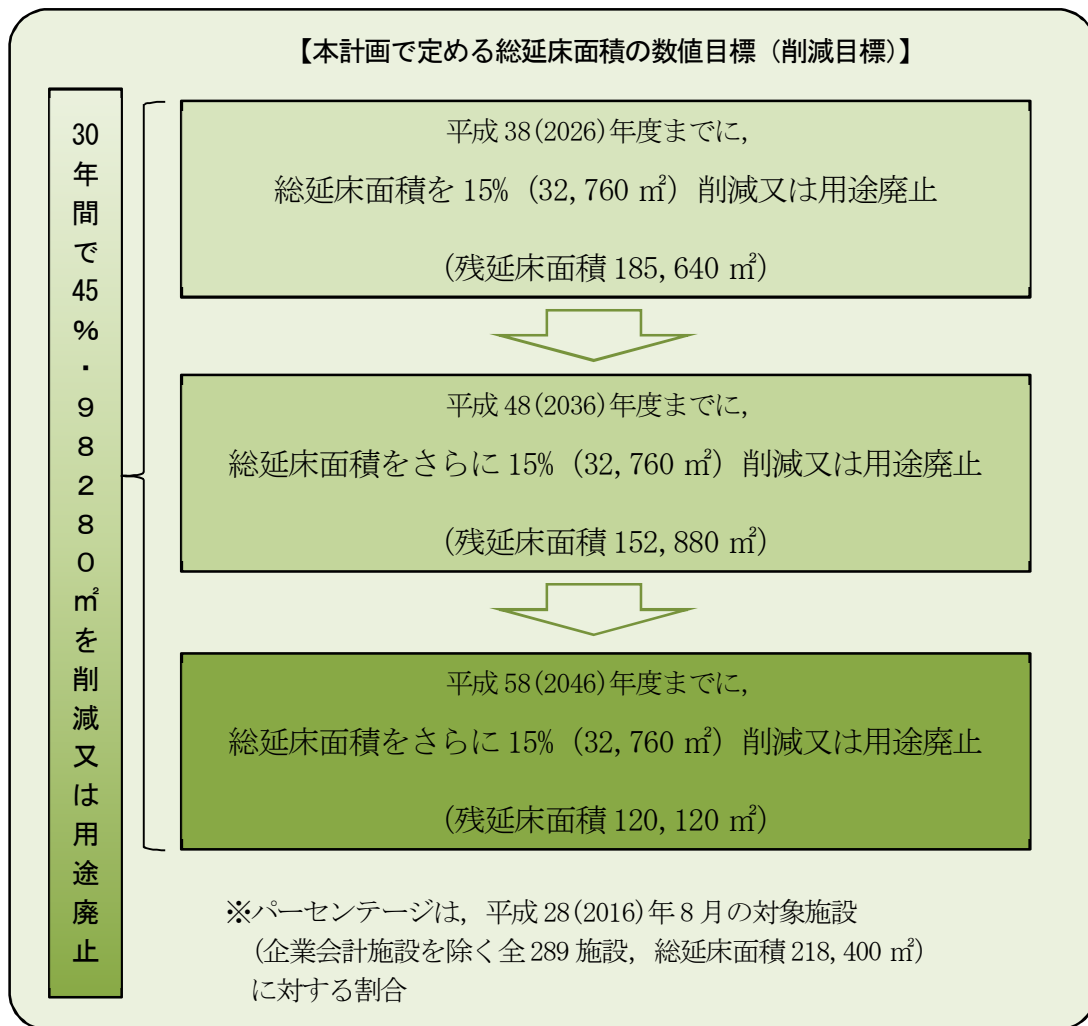 【本計画で定める総延床面積の数値目標（削減目標）】
30年間で45％・98280㎡を削減又は用途廃止
平成38(2026)年度までに，
総延床面積を15%（32,760㎡）削減又は用途廃止
(残延床面積185,640㎡)
平成48(2036)年度までに，
総延床面積をさらに15%（32,760㎡）削減又は用途廃止
(残延床面積152,880㎡)
平成58(2046)年度までに，
総延床面積をさらに15%（32,760㎡）削減又は用途廃止
(残延床面積120,120㎡)
※パーセンテージは，平成28(2016)年8月の対象施設
(企業会計施設を除く全289施設，総延床面積218,400㎡)
に対する割合